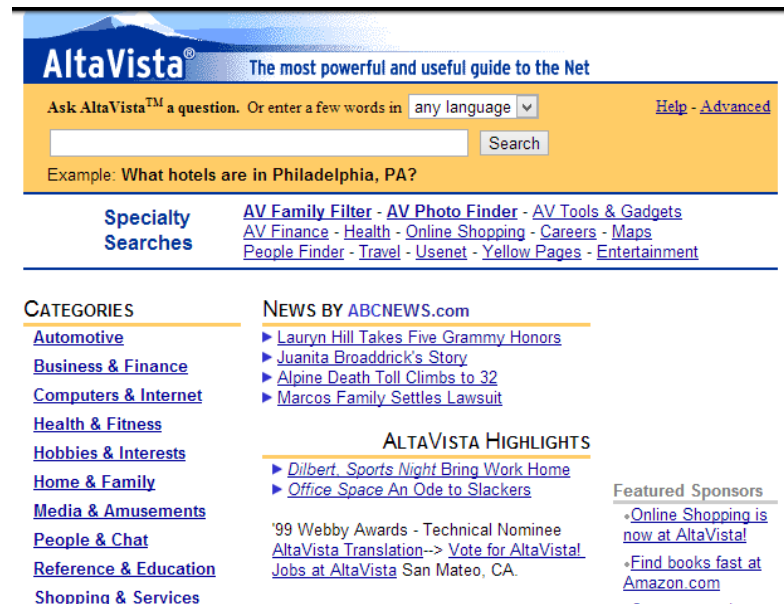 AltaVista®
The most powerful and useful guide to the Net
Ask AltaVista™ a question. Or enter a few words in any language
Help - Advanced
Search
Example: What hotels are in Philadelphia, PA?
Specialty
Searches
AV Family Filter - AV Photo Finder - AV Tools & Gadgets
AV Finance - Health - Online Shopping - Careers - Maps
People Finder - Travel - Usenet - Yellow Pages - Entertainment
CATEGORIES
Automotive
Business & Finance
Computers & Internet
Health & Fitness
Hobbies & Interests
Home & Family
Media & Amusements
People & Chat
Reference & Education
Shopping & Services
NEWS BY ABCNEWS.com
Lauryn Hill Takes Five Grammy Honors
Juanita Broaddrick's Story
Alpine Death Toll Climbs to 32
Marcos Family Settles Lawsuit
ALTAVISTA HIGHLIGHTS
Dilbert, Sports Night Bring Work Home
Office Space An Ode to Slackers
'99 Webby Awards - Technical Nominee
AltaVista Translation--> Vote for AltaVista!
Jobs at AltaVista San Mateo, CA.
Featured Sponsors
Online Shopping is
now at AltaVista!
Find books fast at
Amazon.com